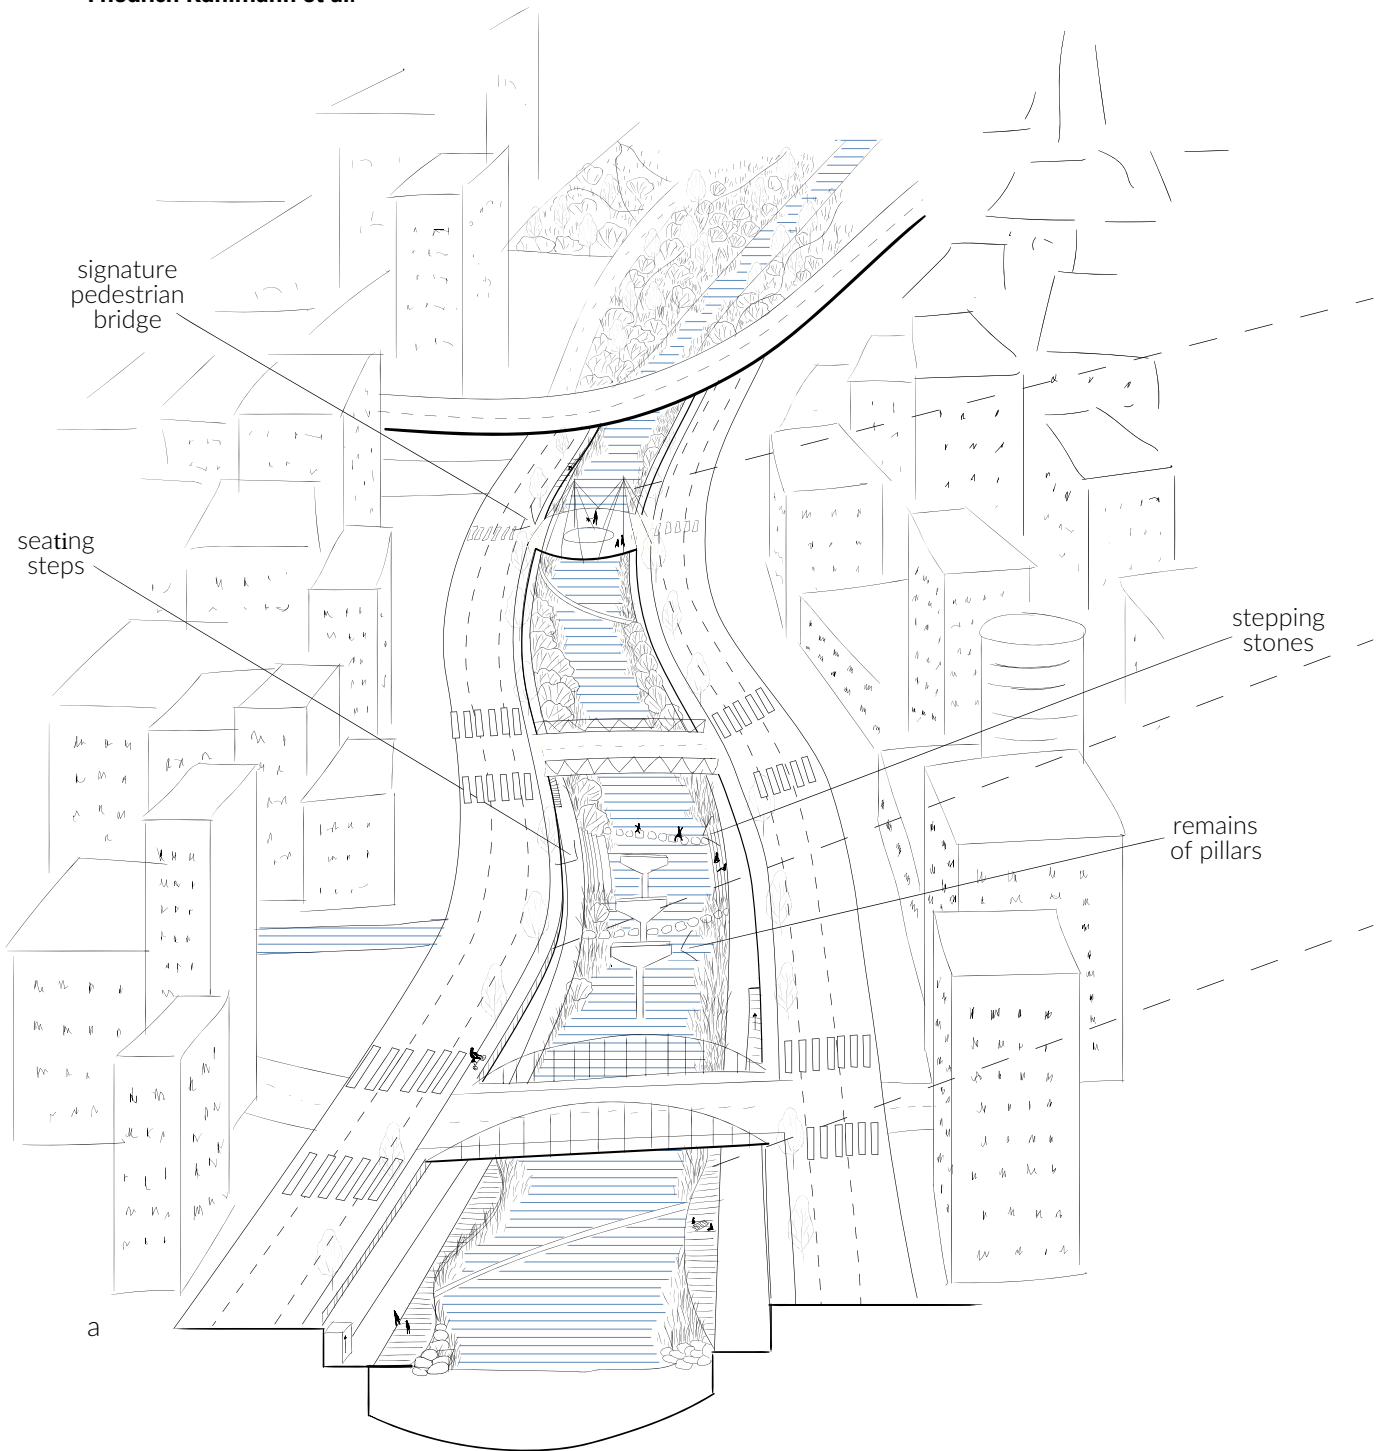 signature
pedestrian
bridge
seating
steps
stepping
stones
remains
of pillars
a